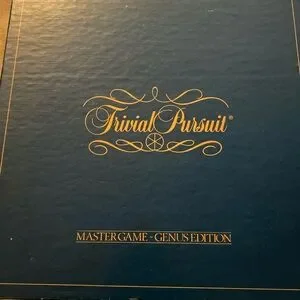 Trivial Pursuit®
MASTER GAME - GENUS EDITION